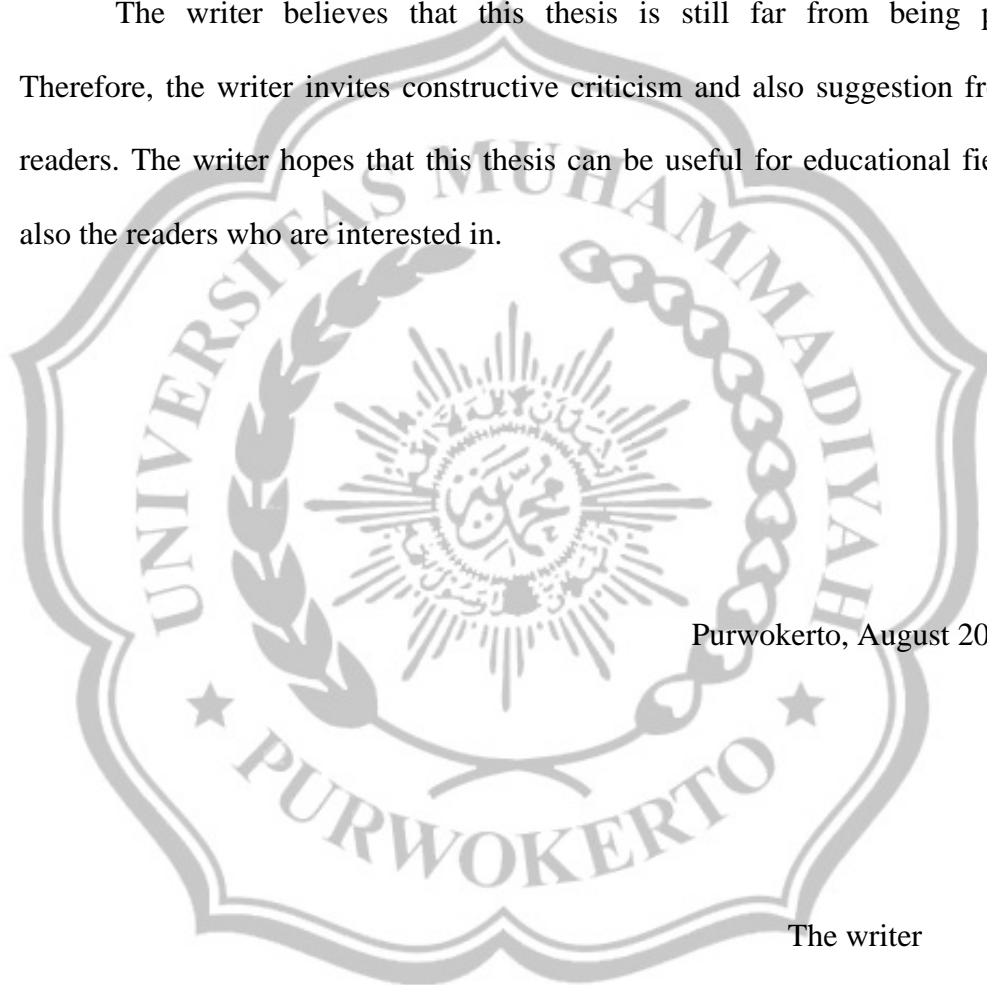 The writer believes that this thesis is still far from being p
Therefore, the writer invites constructive criticism and also suggestion fr
readers. The writer hopes that this thesis can be useful for educational fie
also the readers who are interested in.
UNIVERSITAS MUHAMMADIYAH
Purwokerto, August 20
PURWOKERTO
The writer